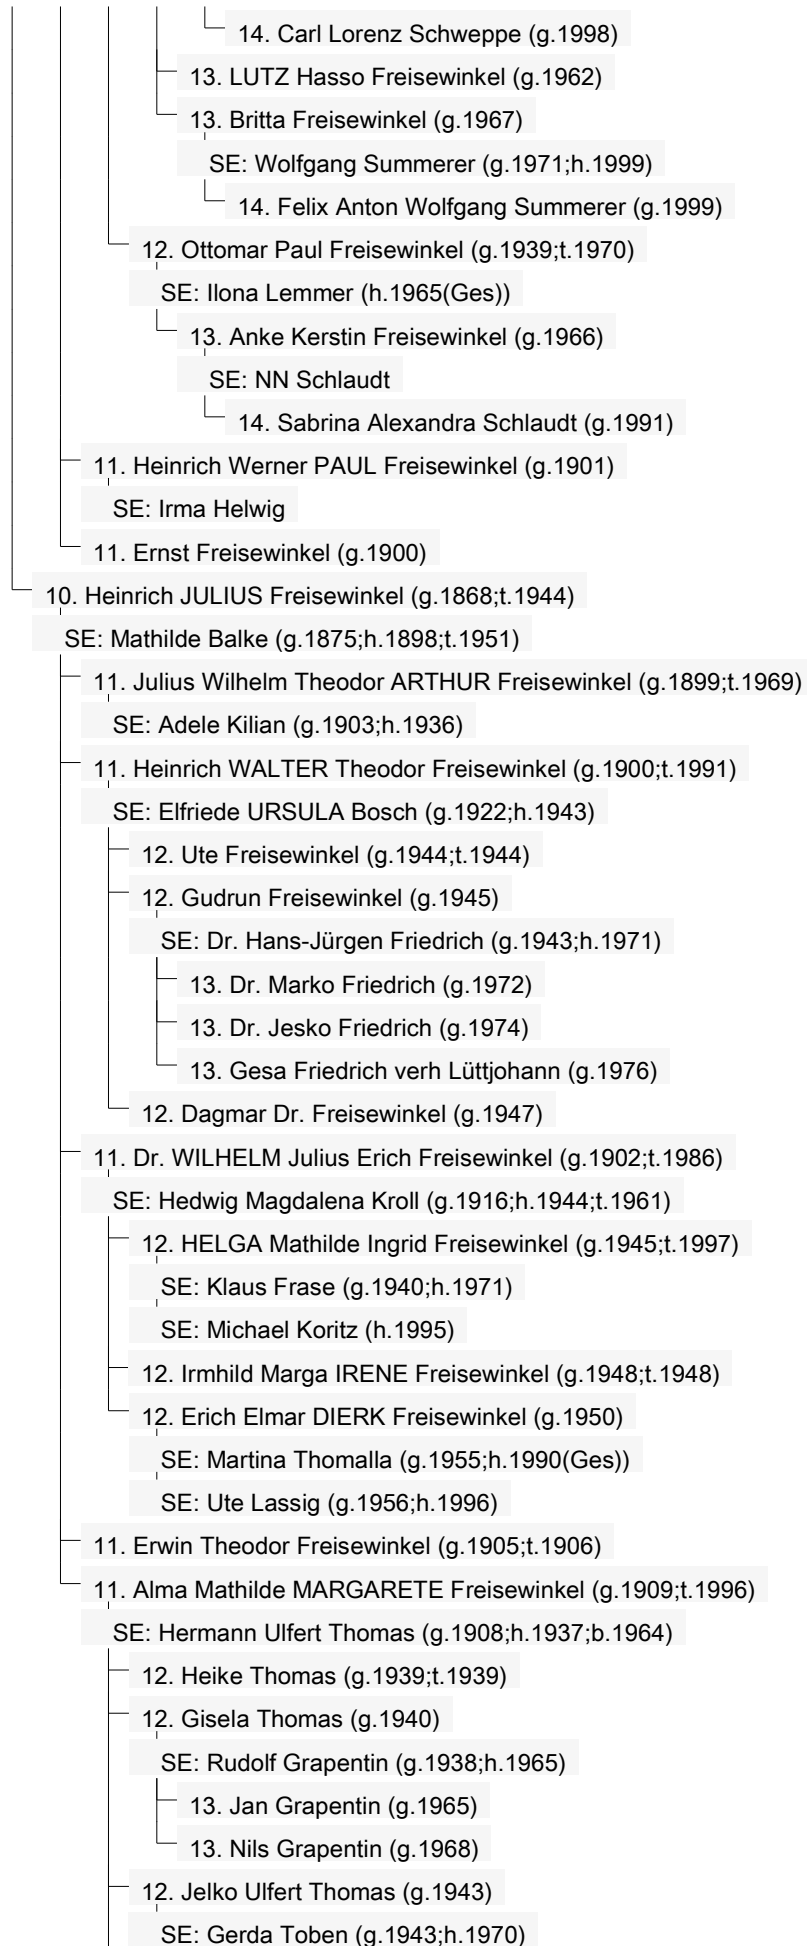 14. Carl Lorenz Schweppe (g.1998)
13. LUTZ Hasso Freisewinkel (g.1962)
13. Britta Freisewinkel (g.1967)
SE: Wolfgang Summerer (g.1971;h.1999)
14. Felix Anton Wolfgang Summerer (g.1999)
12. Ottomar Paul Freisewinkel (g.1939;t.1970)
SE: Ilona Lemmer (h.1965(Ges))
13. Anke Kerstin Freisewinkel (g.1966)
SE: NN Schlaudt
14. Sabrina Alexandra Schlaudt (g.1991)
11. Heinrich Werner PAUL Freisewinkel (g.1901)
SE: Irma Helwig
11. Ernst Freisewinkel (g.1900)
10. Heinrich JULIUS Freisewinkel (g.1868;t.1944)
SE: Mathilde Balke (g.1875;h.1898;t.1951)
11. Julius Wilhelm Theodor ARTHUR Freisewinkel (g.1899;t.1969)
SE: Adele Kilian (g.1903;h.1936)
11. Heinrich WALTER Theodor Freisewinkel (g.1900;t.1991)
SE: Elfriede URSULA Bosch (g.1922;h.1943)
12. Ute Freisewinkel (g.1944;t.1944)
12. Gudrun Freisewinkel (g.1945)
SE: Dr. Hans-Jürgen Friedrich (g.1943;h.1971)
13. Dr. Marko Friedrich (g.1972)
13. Dr. Jesko Friedrich (g.1974)
13. Gesa Friedrich verh Lüttjohann (g.1976)
12. Dagmar Dr. Freisewinkel (g.1947)
11. Dr. WILHELM Julius Erich Freisewinkel (g.1902;t.1986)
SE: Hedwig Magdalena Kroll (g.1916;h.1944;t.1961)
12. HELGA Mathilde Ingrid Freisewinkel (g.1945;t.1997)
SE: Klaus Frase (g.1940;h.1971)
SE: Michael Koritz (h.1995)
12. Irmhild Marga IRENE Freisewinkel (g.1948;t.1948)
12. Erich Elmar DIERK Freisewinkel (g.1950)
SE: Martina Thomalla (g.1955;h.1990(Ges))
SE: Ute Lassig (g.1956;h.1996)
11. Erwin Theodor Freisewinkel (g.1905;t.1906)
11. Alma Mathilde MARGARETE Freisewinkel (g.1909;t.1996)
SE: Hermann Ulfert Thomas (g.1908;h.1937;b.1964)
12. Heike Thomas (g.1939;t.1939)
12. Gisela Thomas (g.1940)
SE: Rudolf Grapentin (g.1938;h.1965)
13. Jan Grapentin (g.1965)
13. Nils Grapentin (g.1968)
12. Jelko Ulfert Thomas (g.1943)
SE: Gerda Toben (g.1943;h.1970)